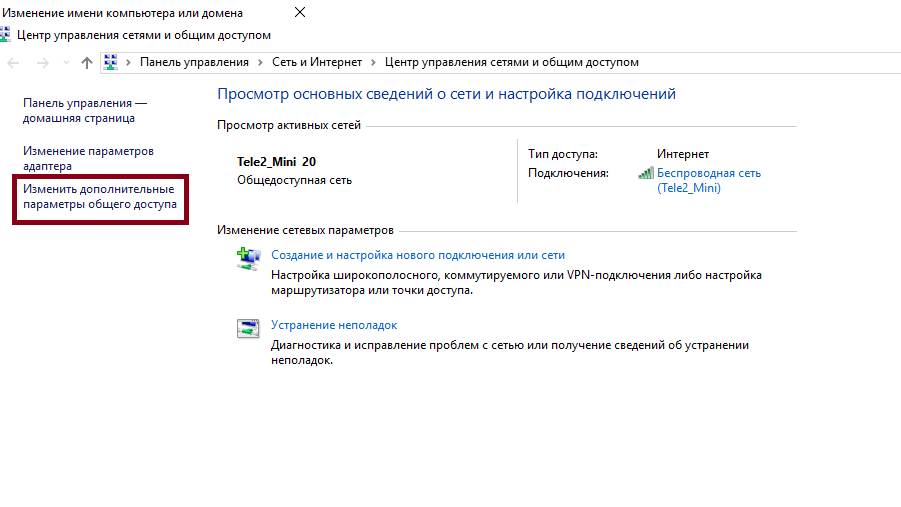 Изменение имени компьютера или домена
Центр управления сетями и общим доступом
Панель управления > Сеть и Интернет > Центр управления сетями и общим доступом
Панель управления —
домашняя страница
Изменение параметров
адаптера
Изменить дополнительные
параметры общего доступа
Просмотр основных сведений о сети и настройка подключений
Просмотр активных сетей
Tele2_Mini 20
Общедоступная сеть
Тип доступа: Интернет
Подключения: Беспроводная сеть
(Tele2_Mini)
Изменение сетевых параметров
Создание и настройка нового подключения или сети
Настройка широкополосного, коммутируемого или VPN-подключения либо настройка
маршрутизатора или точки доступа.
Устранение неполадок
Диагностика и исправление проблем с сетью или получение сведений об устранении
неполадок.